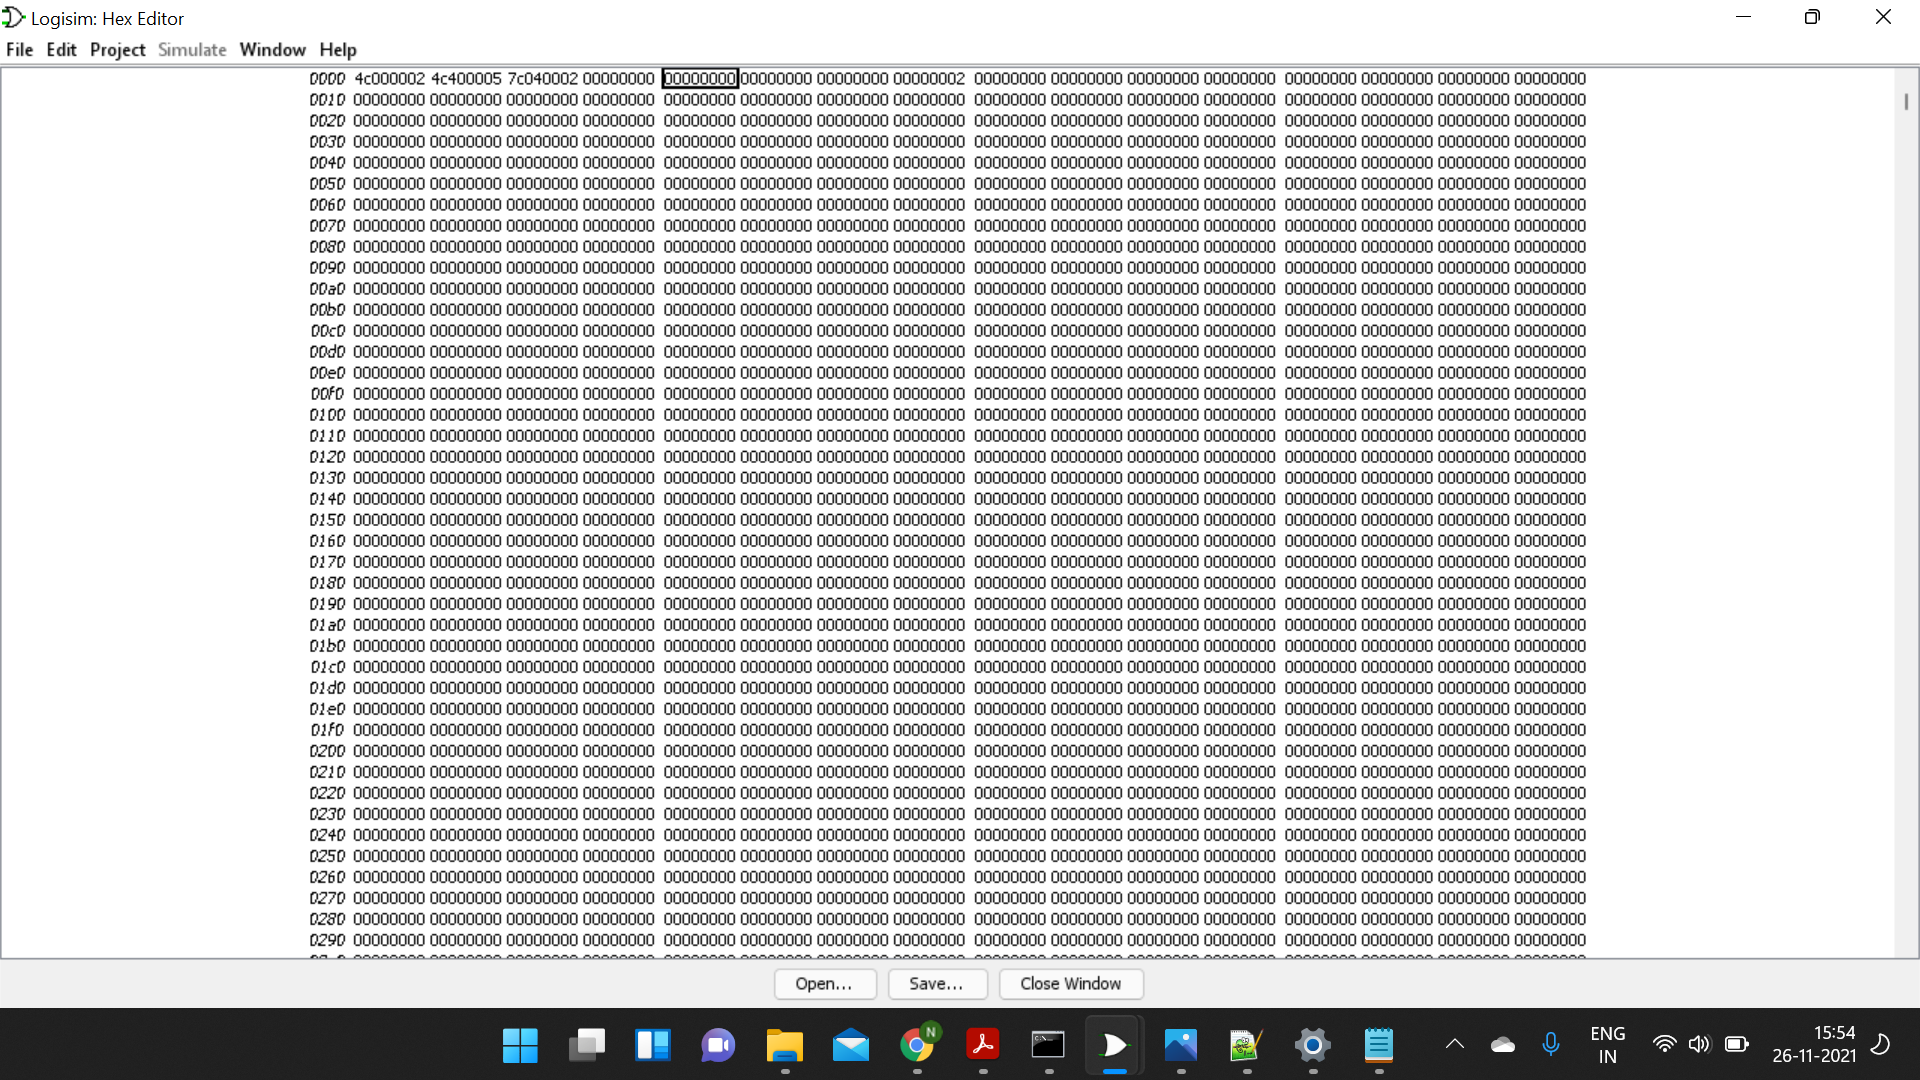 Logisim: Hex Editor
File Edit Project Simulate Window Help
0000 4c000002 4c400005 7c040002 00000000 00000000 00000000 00000000 00000002 00000000 00000000 00000000 00000000 00000000 00000000 00000000 00000000
0010 00000000 00000000 00000000 00000000 00000000 00000000 00000000 00000000 00000000 00000000 00000000 00000000 00000000 00000000 00000000 00000000
0020 00000000 00000000 00000000 00000000 00000000 00000000 00000000 00000000 00000000 00000000 00000000 00000000 00000000 00000000 00000000 00000000
0030 00000000 00000000 00000000 00000000 00000000 00000000 00000000 00000000 00000000 00000000 00000000 00000000 00000000 00000000 00000000 00000000
0040 00000000 00000000 00000000 00000000 00000000 00000000 00000000 00000000 00000000 00000000 00000000 00000000 00000000 00000000 00000000 00000000
0050 00000000 00000000 00000000 00000000 00000000 00000000 00000000 00000000 00000000 00000000 00000000 00000000 00000000 00000000 00000000 00000000
0060 00000000 00000000 00000000 00000000 00000000 00000000 00000000 00000000 00000000 00000000 00000000 00000000 00000000 00000000 00000000 00000000
0070 00000000 00000000 00000000 00000000 00000000 00000000 00000000 00000000 00000000 00000000 00000000 00000000 00000000 00000000 00000000 00000000
0080 00000000 00000000 00000000 00000000 00000000 00000000 00000000 00000000 00000000 00000000 00000000 00000000 00000000 00000000 00000000 00000000
0090 00000000 00000000 00000000 00000000 00000000 00000000 00000000 00000000 00000000 00000000 00000000 00000000 00000000 00000000 00000000 00000000
00a0 00000000 00000000 00000000 00000000 00000000 00000000 00000000 00000000 00000000 00000000 00000000 00000000 00000000 00000000 00000000 00000000
00b0 00000000 00000000 00000000 00000000 00000000 00000000 00000000 00000000 00000000 00000000 00000000 00000000 00000000 00000000 00000000 00000000
00c0 00000000 00000000 00000000 00000000 00000000 00000000 00000000 00000000 00000000 00000000 00000000 00000000 00000000 00000000 00000000 00000000
00d0 00000000 00000000 00000000 00000000 00000000 00000000 00000000 00000000 00000000 00000000 00000000 00000000 00000000 00000000 00000000 00000000
00e0 00000000 00000000 00000000 00000000 00000000 00000000 00000000 00000000 00000000 00000000 00000000 00000000 00000000 00000000 00000000 00000000
00f0 00000000 00000000 00000000 00000000 00000000 00000000 00000000 00000000 00000000 00000000 00000000 00000000 00000000 00000000 00000000 00000000
0100 00000000 00000000 00000000 00000000 00000000 00000000 00000000 00000000 00000000 00000000 00000000 00000000 00000000 00000000 00000000 00000000
0110 00000000 00000000 00000000 00000000 00000000 00000000 00000000 00000000 00000000 00000000 00000000 00000000 00000000 00000000 00000000 00000000
0120 00000000 00000000 00000000 00000000 00000000 00000000 00000000 00000000 00000000 00000000 00000000 00000000 00000000 00000000 00000000 00000000
0130 00000000 00000000 00000000 00000000 00000000 00000000 00000000 00000000 00000000 00000000 00000000 00000000 00000000 00000000 00000000 00000000
0140 00000000 00000000 00000000 00000000 00000000 00000000 00000000 00000000 00000000 00000000 00000000 00000000 00000000 00000000 00000000 00000000
0150 00000000 00000000 00000000 00000000 00000000 00000000 00000000 00000000 00000000 00000000 00000000 00000000 00000000 00000000 00000000 00000000
0160 00000000 00000000 00000000 00000000 00000000 00000000 00000000 00000000 00000000 00000000 00000000 00000000 00000000 00000000 00000000 00000000
0170 00000000 00000000 00000000 00000000 00000000 00000000 00000000 00000000 00000000 00000000 00000000 00000000 00000000 00000000 00000000 00000000
0180 00000000 00000000 00000000 00000000 00000000 00000000 00000000 00000000 00000000 00000000 00000000 00000000 00000000 00000000 00000000 00000000
0190 00000000 00000000 00000000 00000000 00000000 00000000 00000000 00000000 00000000 00000000 00000000 00000000 00000000 00000000 00000000 00000000
01a0 00000000 00000000 00000000 00000000 00000000 00000000 00000000 00000000 00000000 00000000 00000000 00000000 00000000 00000000 00000000 00000000
01b0 00000000 00000000 00000000 00000000 00000000 00000000 00000000 00000000 00000000 00000000 00000000 00000000 00000000 00000000 00000000 00000000
01c0 00000000 00000000 00000000 00000000 00000000 00000000 00000000 00000000 00000000 00000000 00000000 00000000 00000000 00000000 00000000 00000000
01d0 00000000 00000000 00000000 00000000 00000000 00000000 00000000 00000000 00000000 00000000 00000000 00000000 00000000 00000000 00000000 00000000
01e0 00000000 00000000 00000000 00000000 00000000 00000000 00000000 00000000 00000000 00000000 00000000 00000000 00000000 00000000 00000000 00000000
01f0 00000000 00000000 00000000 00000000 00000000 00000000 00000000 00000000 00000000 00000000 00000000 00000000 00000000 00000000 00000000 00000000
0200 00000000 00000000 00000000 00000000 00000000 00000000 00000000 00000000 00000000 00000000 00000000 00000000 00000000 00000000 00000000 00000000
0210 00000000 00000000 00000000 00000000 00000000 00000000 00000000 00000000 00000000 00000000 00000000 00000000 00000000 00000000 00000000 00000000
0220 00000000 00000000 00000000 00000000 00000000 00000000 00000000 00000000 00000000 00000000 00000000 00000000 00000000 00000000 00000000 00000000
0230 00000000 00000000 00000000 00000000 00000000 00000000 00000000 00000000 00000000 00000000 00000000 00000000 00000000 00000000 00000000 00000000
0240 00000000 00000000 00000000 00000000 00000000 00000000 00000000 00000000 00000000 00000000 00000000 00000000 00000000 00000000 00000000 00000000
0250 00000000 00000000 00000000 00000000 00000000 00000000 00000000 00000000 00000000 00000000 00000000 00000000 00000000 00000000 00000000 00000000
0260 00000000 00000000 00000000 00000000 00000000 00000000 00000000 00000000 00000000 00000000 00000000 00000000 00000000 00000000 00000000 00000000
0270 00000000 00000000 00000000 00000000 00000000 00000000 00000000 00000000 00000000 00000000 00000000 00000000 00000000 00000000 00000000 00000000
0280 00000000 00000000 00000000 00000000 00000000 00000000 00000000 00000000 00000000 00000000 00000000 00000000 00000000 00000000 00000000 00000000
0290 00000000 00000000 00000000 00000000 00000000 00000000 00000000 00000000 00000000 00000000 00000000 00000000 00000000 00000000 00000000 00000000
Open... Save... Close Window
N
ENG
IN
15:54
26-11-2021